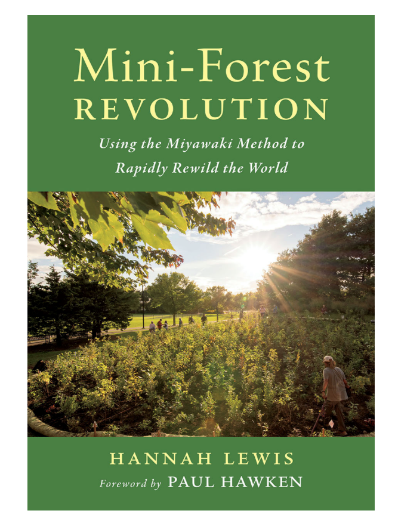 Mini-Forest
REVOLUTION
Using the Miyawaki Method to
Rapidly Rewild the World
HANNAH LEWIS
Foreword by PAUL HAWKEN